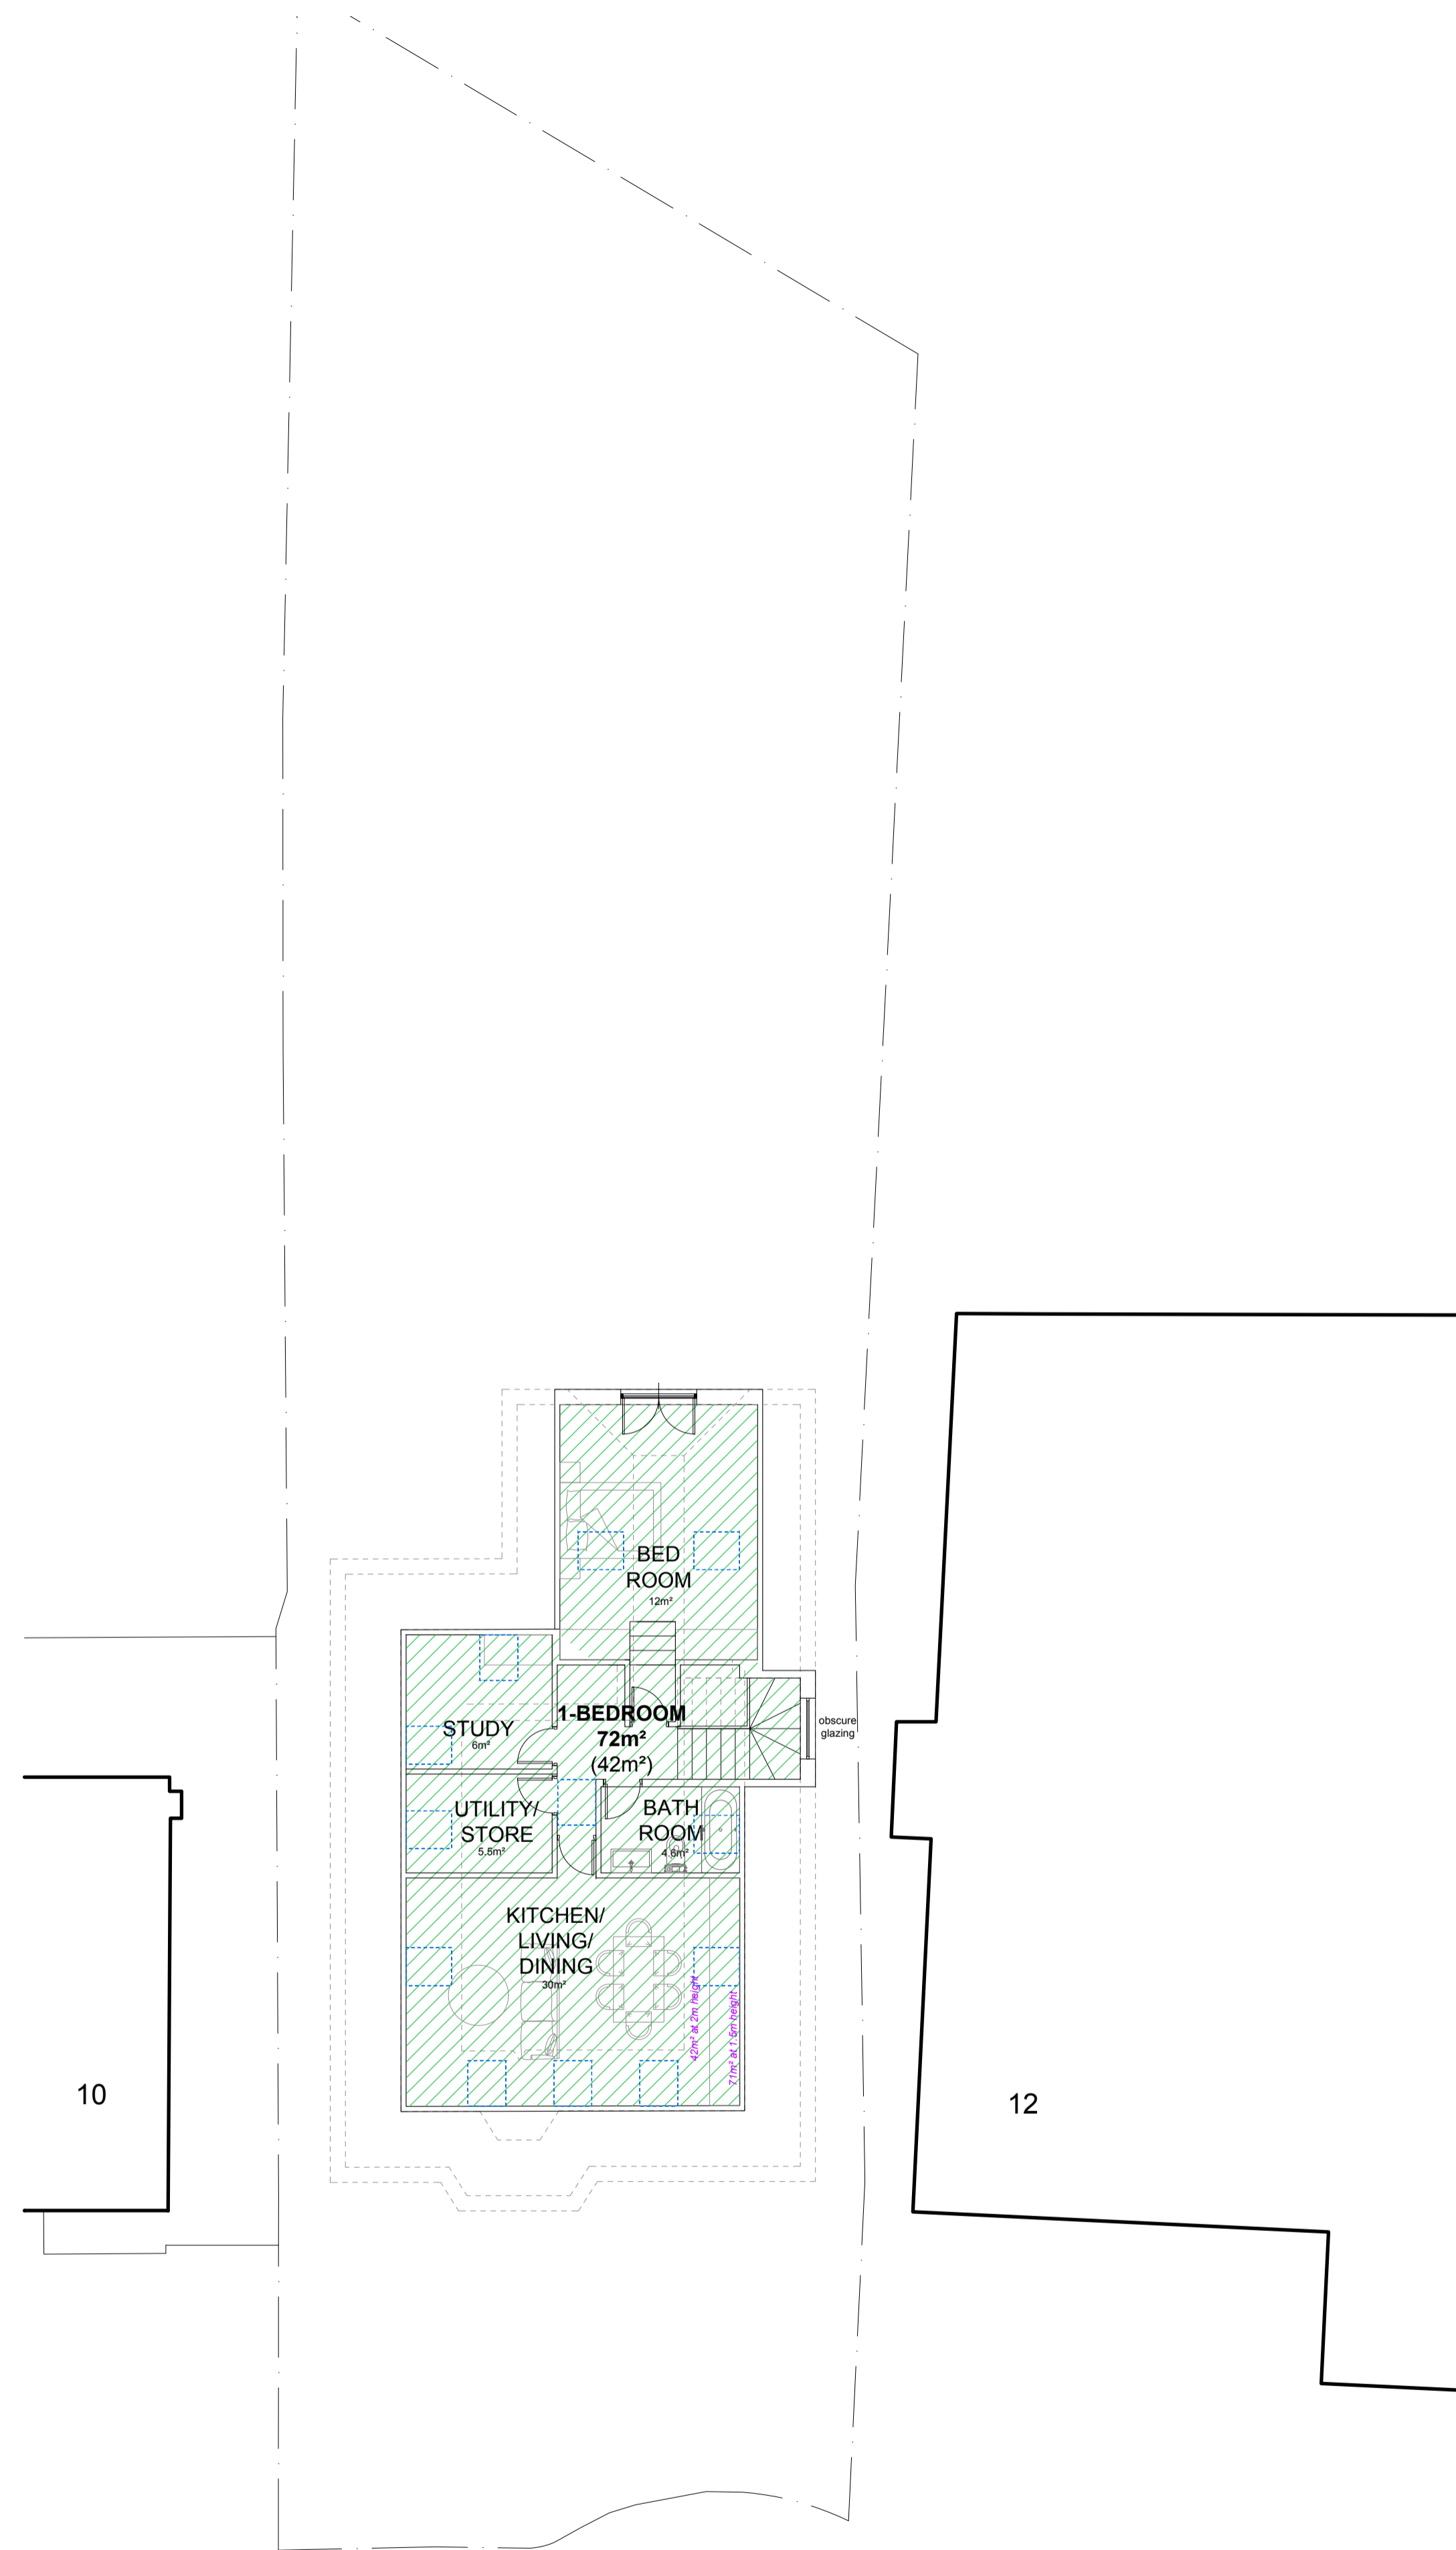 BED
ROOM
12m²
1-BEDROOM
72m²
(42m²)
obscure
glazing
STUDY
6m²
UTILITY/
STORE
5.5m²
BATH
ROOM
4.6m²
KITCHEN/
LIVING/
DINING
30m²
42m² at 2m height
71m² at 1.5m height
10
12